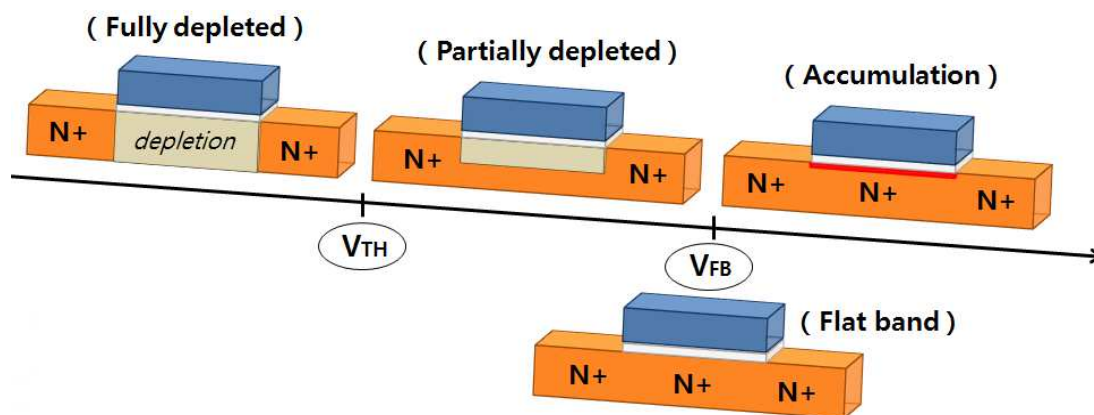 ( Fully depleted )
( Partially depleted )
( Accumulation )
N+ depletion N+
N+ N+
N+ N+ N+
VTH
VFB
( Flat band )
N+ N+ N+